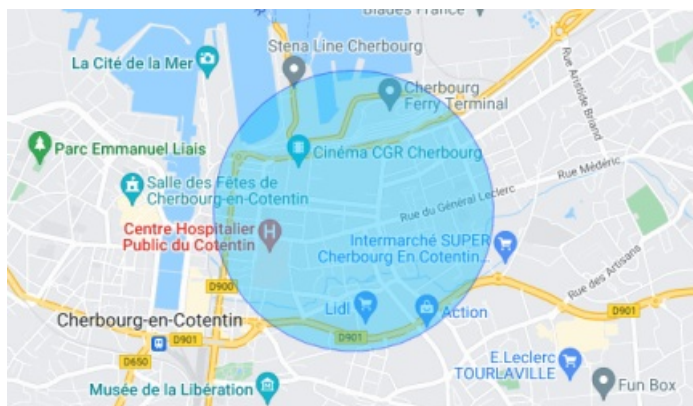 Blades France
Stena Line Cherbourg
La Cité de la Mer
Cherbourg
Ferry Terminal
Rue Aristide Briand
Parc Emmanuel Liais
Cinéma CGR Cherbourg
Rue Médéric
Salle des Fêtes de
Cherbourg-en-Cotentin
Rue du Général Leclerc
Centre Hospitalier
Public du Cotentin
H
Intermarché SUPER
Cherbourg En Cotentin...
D900
Rue des Artisans
Lidl
Action
D901
Cherbourg-en-Cotentin
D901
D901
D650
E.Leclerc
TOURLAVILLE
Musée de la Libération
Fun Box